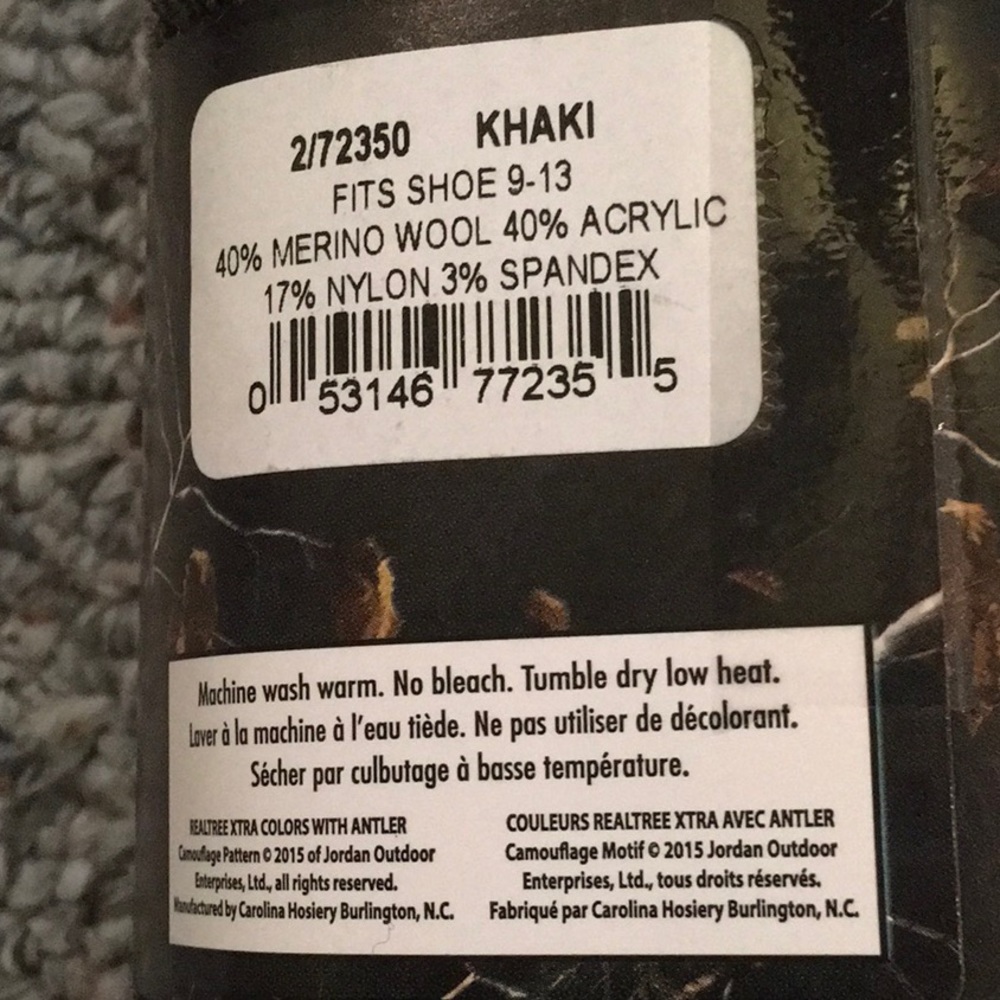 2/72350 KHAKI
FITS SHOE 9-13
40% MERINO WOOL 40% ACRYLIC
17% NYLON 3% SPANDEX
0 53146 77235 5
Machine wash warm. No bleach. Tumble dry low heat.
Laver à la machine à l'eau tiède. Ne pas utiliser de décolorant.
Sécher par culbutage à basse température.
REALTREE XTRA COLORS WITH ANTLER
Camouflage Pattern © 2015 of Jordan Outdoor
Enterprises, Ltd., all rights reserved.
Manufactured by Carolina Hosiery Burlington, N.C.
COULEURS REALTREE XTRA AVEC ANTLER
Camouflage Motif © 2015 Jordan Outdoor
Enterprises, Ltd., tous droits réservés.
Fabriqué par Carolina Hosiery Burlington, N.C.